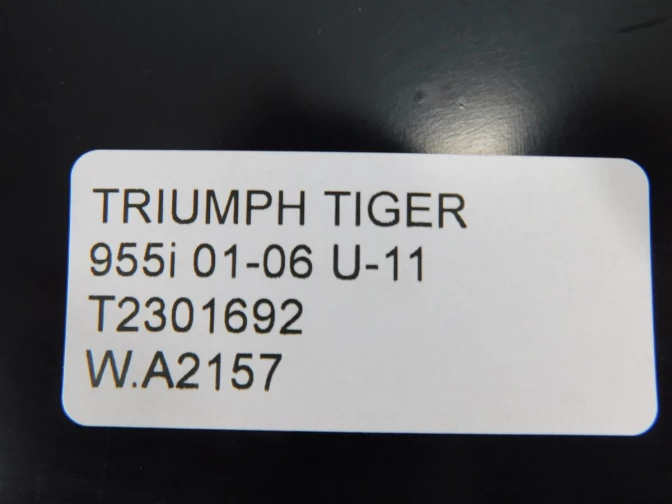 TRIUMPH TIGER
955i 01-06 U-11
T2301692
W.A2157